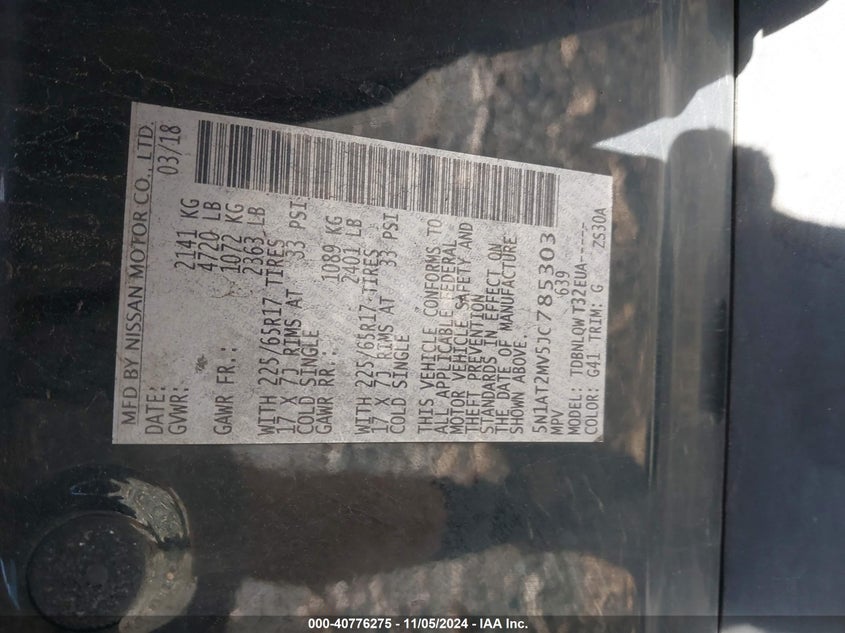 MFD BY NISSAN MOTOR CO., LTD.
DATE: 03/18
GVWR: 2141 KG
4720 LB
GAWR FR.: 1072 KG
2363 LB
WITH 225/65R17 TIRES
17 X 7J RIMS AT 33 PSI
COLD SINGLE
GAWR RR.: 1089 KG
2401 LB
WITH 225/65R17 TIRES
17 X 7J RIMS AT 33 PSI
COLD SINGLE
THIS VEHICLE CONFORMS TO
ALL APPLICABLE FEDERAL
MOTOR VEHICLE SAFETY AND
THEFT PREVENTION
STANDARDS IN EFFECT ON
THE DATE OF MANUFACTURE
SHOWN ABOVE.
5N1AT2MV5JC785303
MPV 639
MODEL: TDBNLQW T32EUA-----
COLOR: G41 TRIM: G ZS30A
000-40776275 - 11/05/2024 - IAA Inc.